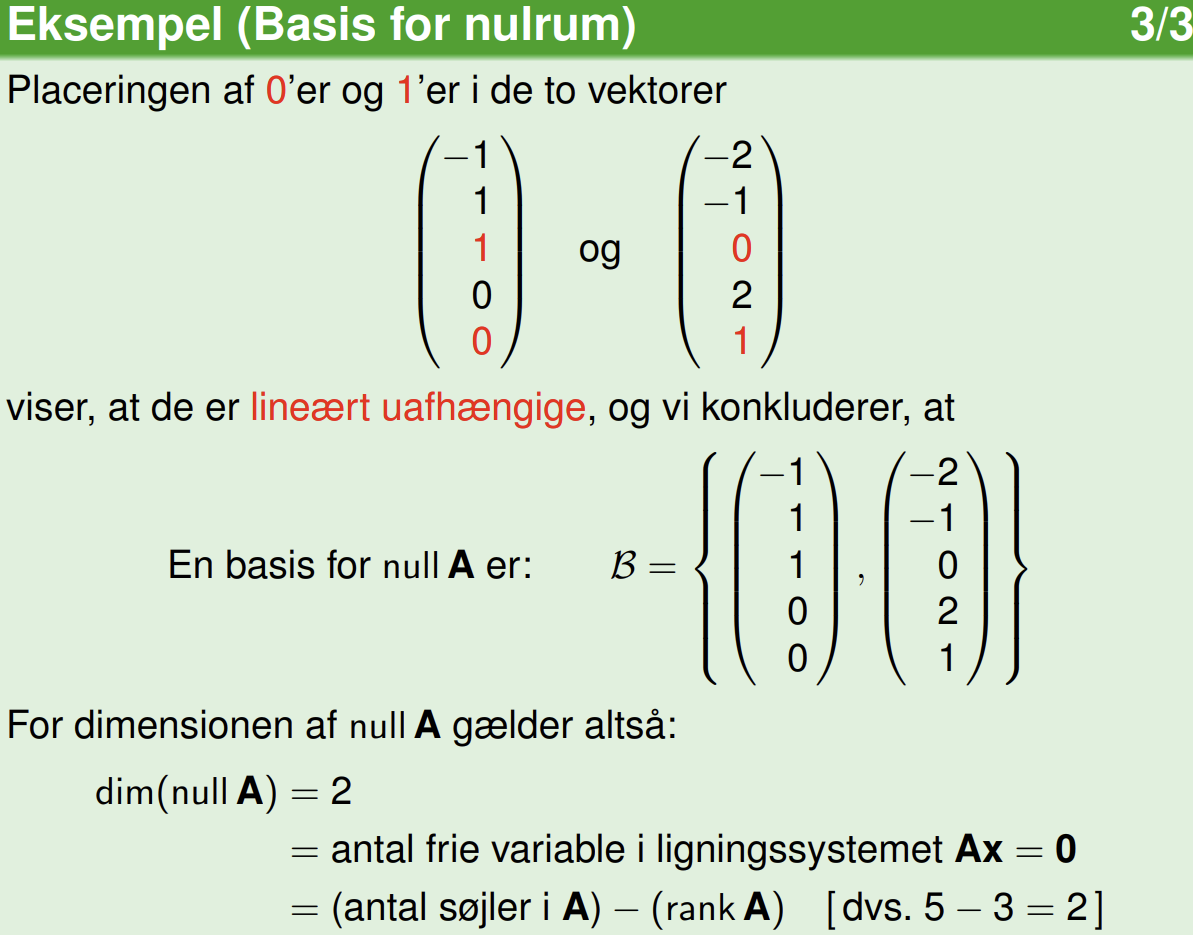 Eksempel (Basis for nulrum) 3/3
Placeringen af 0’er og 1’er i de to vektorer
−1 −2
1 −1
1 og 0
0 2
0 1
viser, at de er lineært uafhængige, og vi konkluderer, at
−1 −2
1 −1
En basis for null A er: B = { 1 , 0 }
0 2
0 1
For dimensionen af null A gælder altså:
dim(null A) = 2
= antal frie variable i ligningssystemet Ax = 0
= (antal søjler i A) − (rank A) [dvs. 5 − 3 = 2]